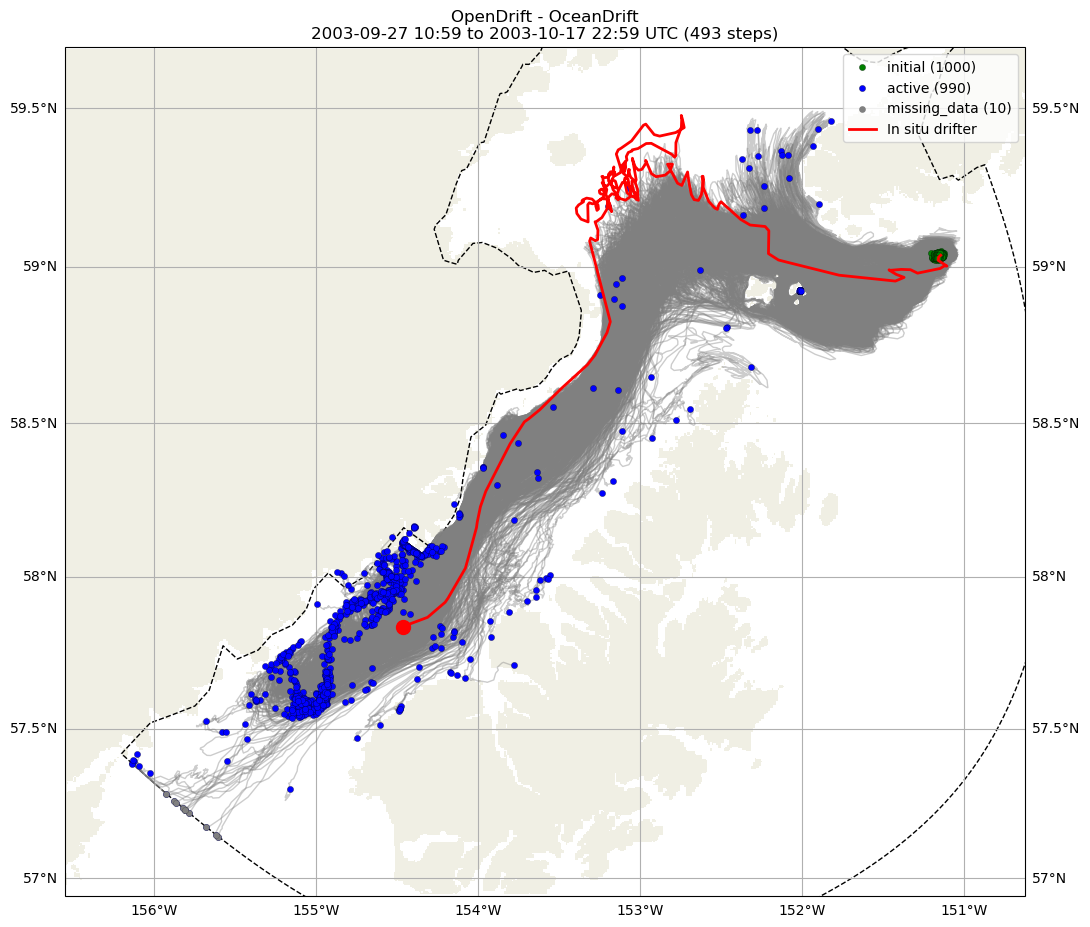 OpenDrift - OceanDrift
2003-09-27 10:59 to 2003-10-17 22:59 UTC (493 steps)
initial (1000)
active (990)
missing_data (10)
In situ drifter
59.5°N
59.5°N
59°N
59°N
58.5°N
58.5°N
58°N
58°N
57.5°N
57.5°N
57°N
57°N
156°W
155°W
154°W
153°W
152°W
151°W